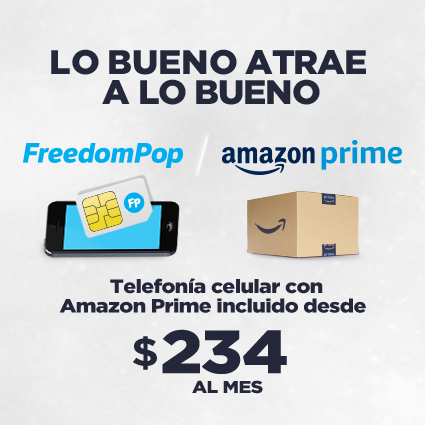 LO BUENO ATRAE
A LO BUENO
FreedomPop / amazon prime
FP
Telefonía celular con
Amazon Prime incluido desde
$234
AL MES